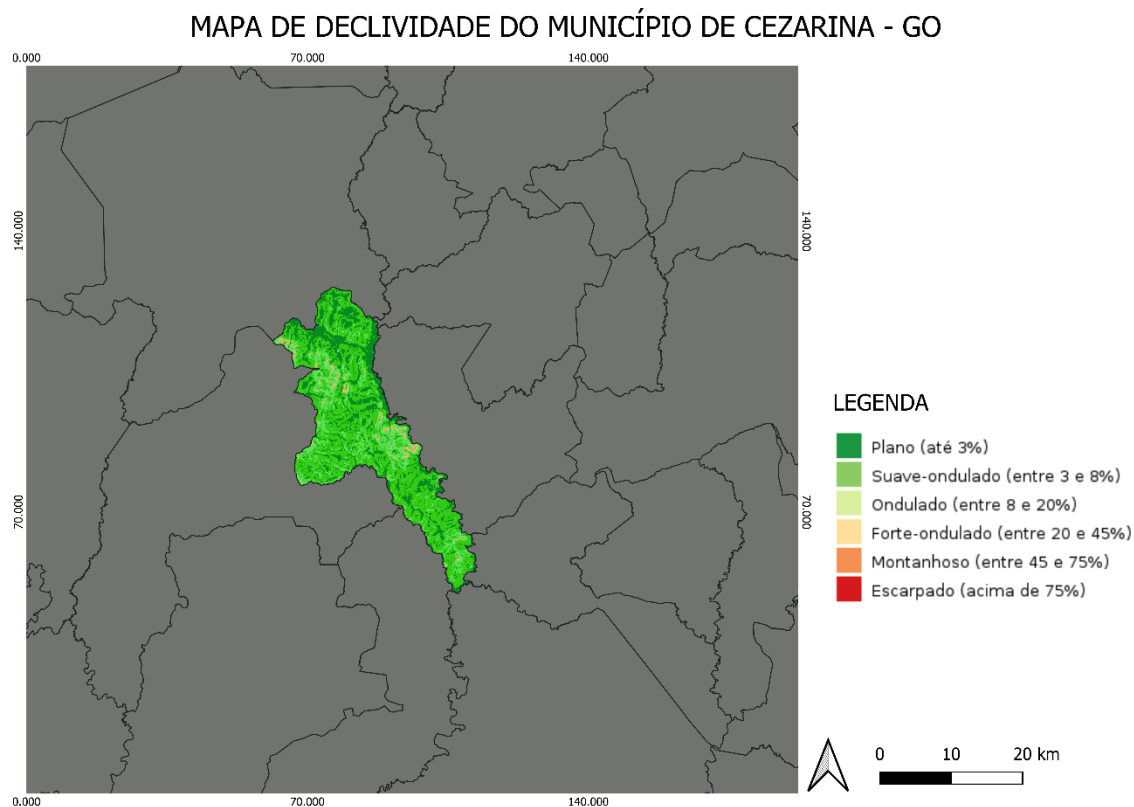 MAPA DE DECLIVIDADE DO MUNICÍPIO DE CEZARINA - GO
0.000 70.000 140.000
140.000 140.000
70.000 70.000
LEGENDA
Plano (até 3%)
Suave-ondulado (entre 3 e 8%)
Ondulado (entre 8 e 20%)
Forte-ondulado (entre 20 e 45%)
Montanhoso (entre 45 e 75%)
Escarpado (acima de 75%)
0 10 20 km
0.000 70.000 140.000